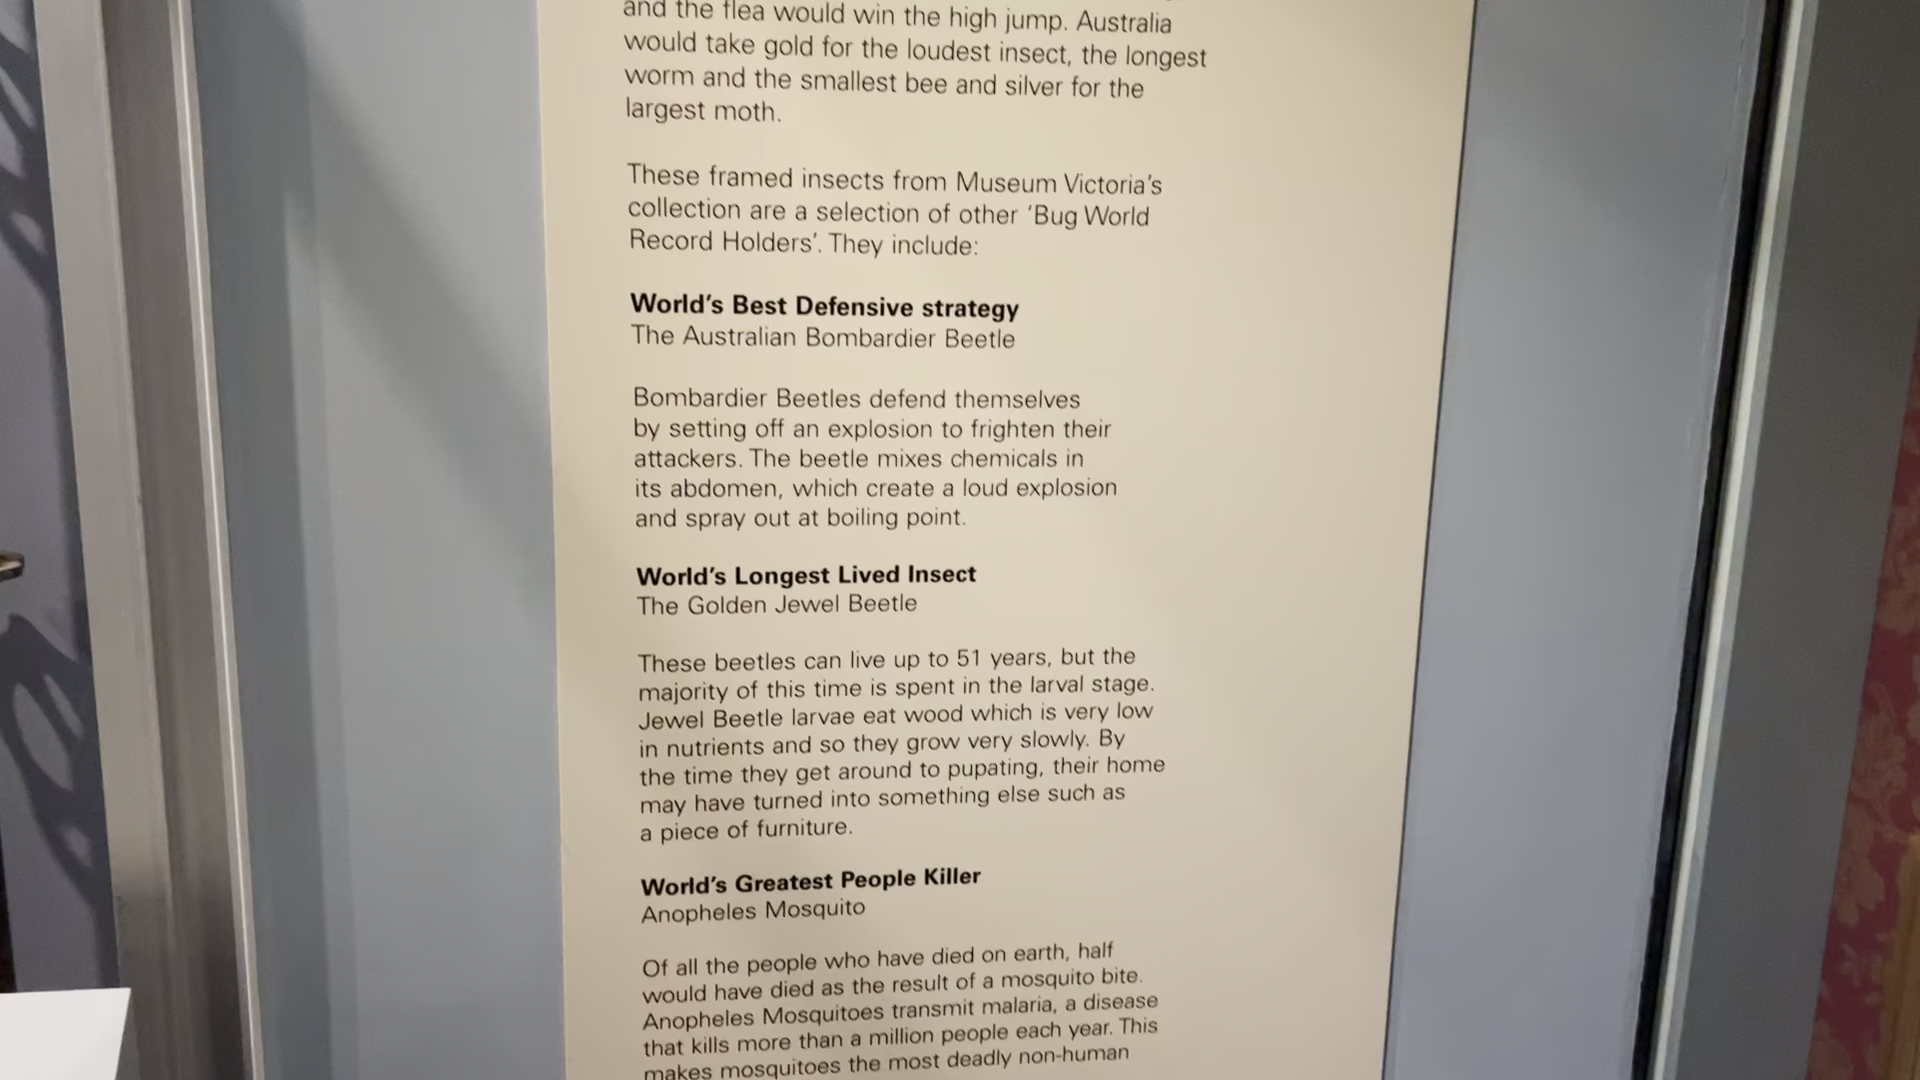 and the flea would win the high jump. Australia
would take gold for the loudest insect, the longest
worm and the smallest bee and silver for the
largest moth.
These framed insects from Museum Victoria's
collection are a selection of other 'Bug World
Record Holders'. They include:
World's Best Defensive strategy
The Australian Bombardier Beetle
Bombardier Beetles defend themselves
by setting off an explosion to frighten their
attackers. The beetle mixes chemicals in
its abdomen, which create a loud explosion
and spray out at boiling point.
World's Longest Lived Insect
The Golden Jewel Beetle
These beetles can live up to 51 years, but the
majority of this time is spent in the larval stage.
Jewel Beetle larvae eat wood which is very low
in nutrients and so they grow very slowly. By
the time they get around to pupating, their home
may have turned into something else such as
a piece of furniture.
World's Greatest People Killer
Anopheles Mosquito
Of all the people who have died on earth, half
would have died as the result of a mosquito bite.
Anopheles Mosquitoes transmit malaria, a disease
that kills more than a million people each year. This
makes mosquitoes the most deadly non-human